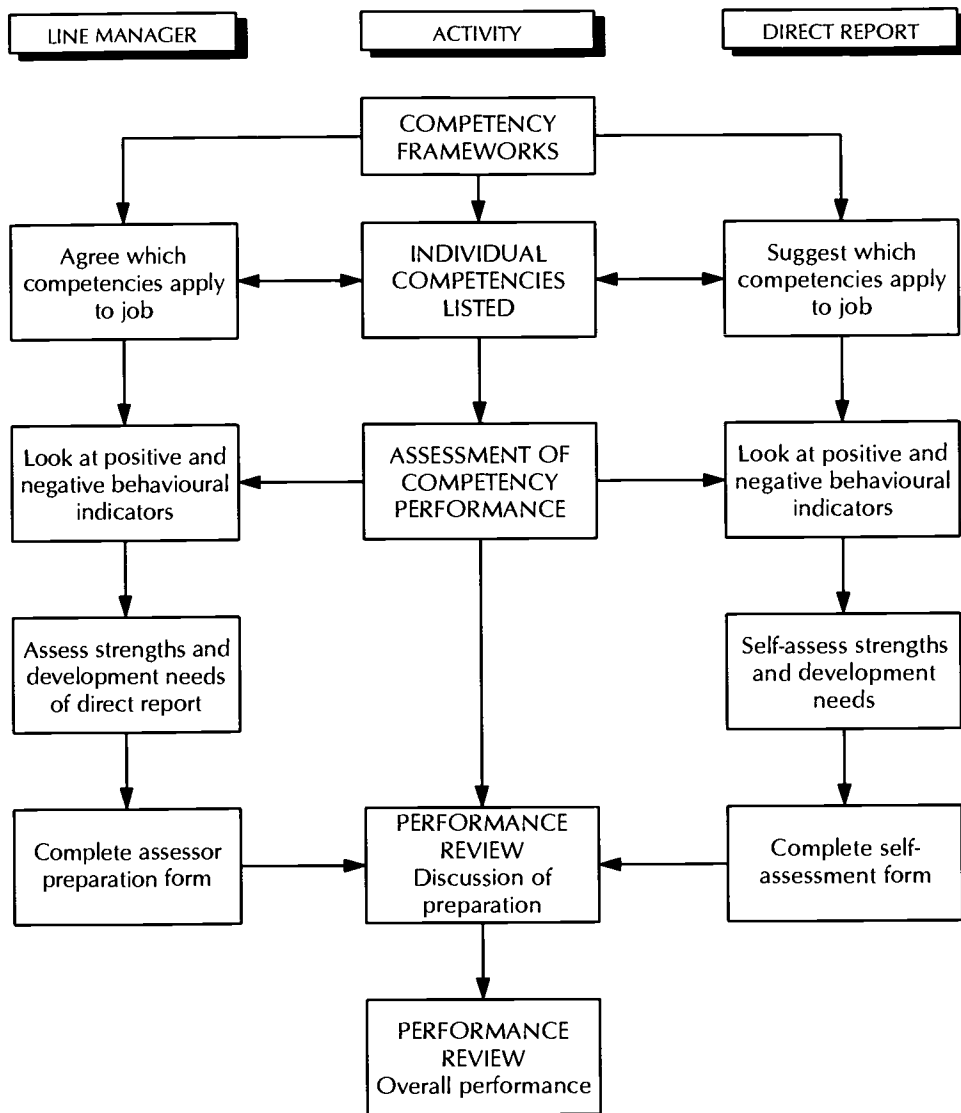 LINE MANAGER
ACTIVITY
DIRECT REPORT
COMPETENCY
FRAMEWORKS
Agree which
competencies apply
to job
INDIVIDUAL
COMPETENCIES
LISTED
Suggest which
competencies apply
to job
Look at positive and
negative behavioural
indicators
ASSESSMENT OF
COMPETENCY
PERFORMANCE
Look at positive and
negative behavioural
indicators
Assess strengths and
development needs
of direct report
Self-assess strengths
and development
needs
Complete assessor
preparation form
PERFORMANCE
REVIEW
Discussion of
preparation
Complete self-
assessment form
PERFORMANCE
REVIEW
Overall performance